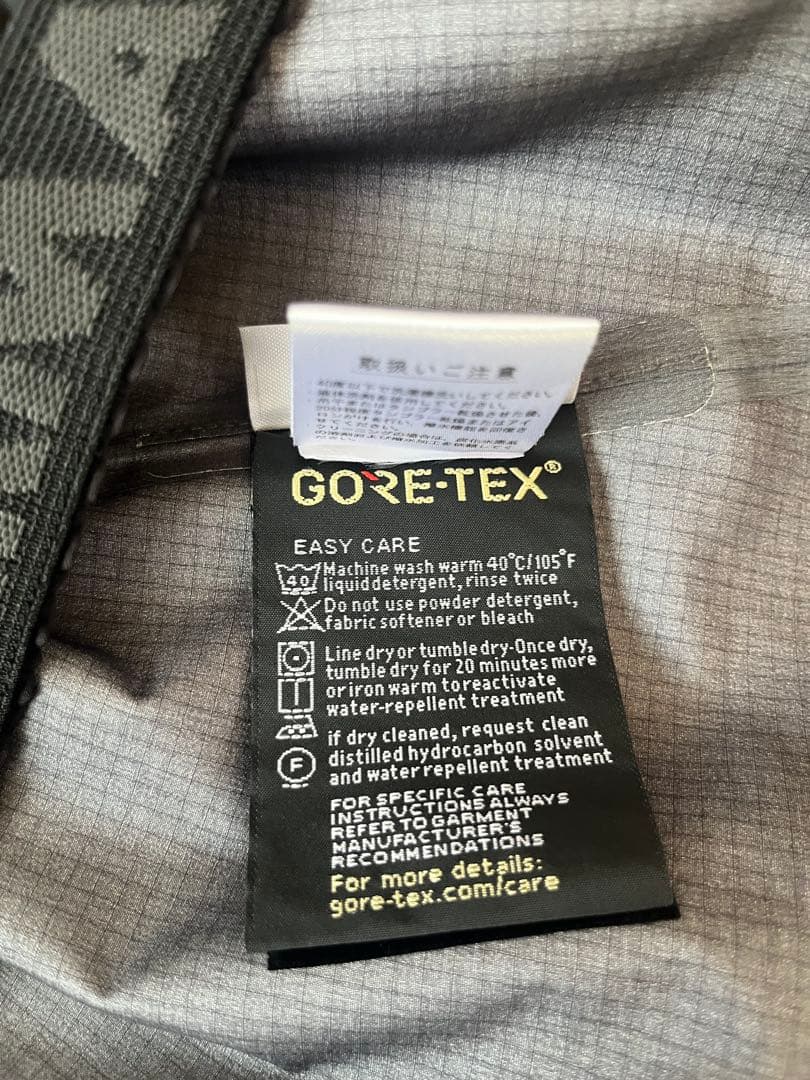 取扱いご注意
GORE-TEX®
EASY CARE
40
Machine wash warm 40°C/105°F
liquid detergent, rinse twice
Do not use powder detergent,
fabric softener or bleach
Line dry or tumble dry-Once dry,
tumble dry for 20 minutes more
or iron warm to reactivate
water-repellent treatment
F
if dry cleaned, request clean
distilled hydrocarbon solvent
and water repellent treatment
FOR SPECIFIC CARE
INSTRUCTIONS ALWAYS
REFER TO GARMENT
MANUFACTURER'S
RECOMMENDATIONS
For more details:
gore-tex.com/care